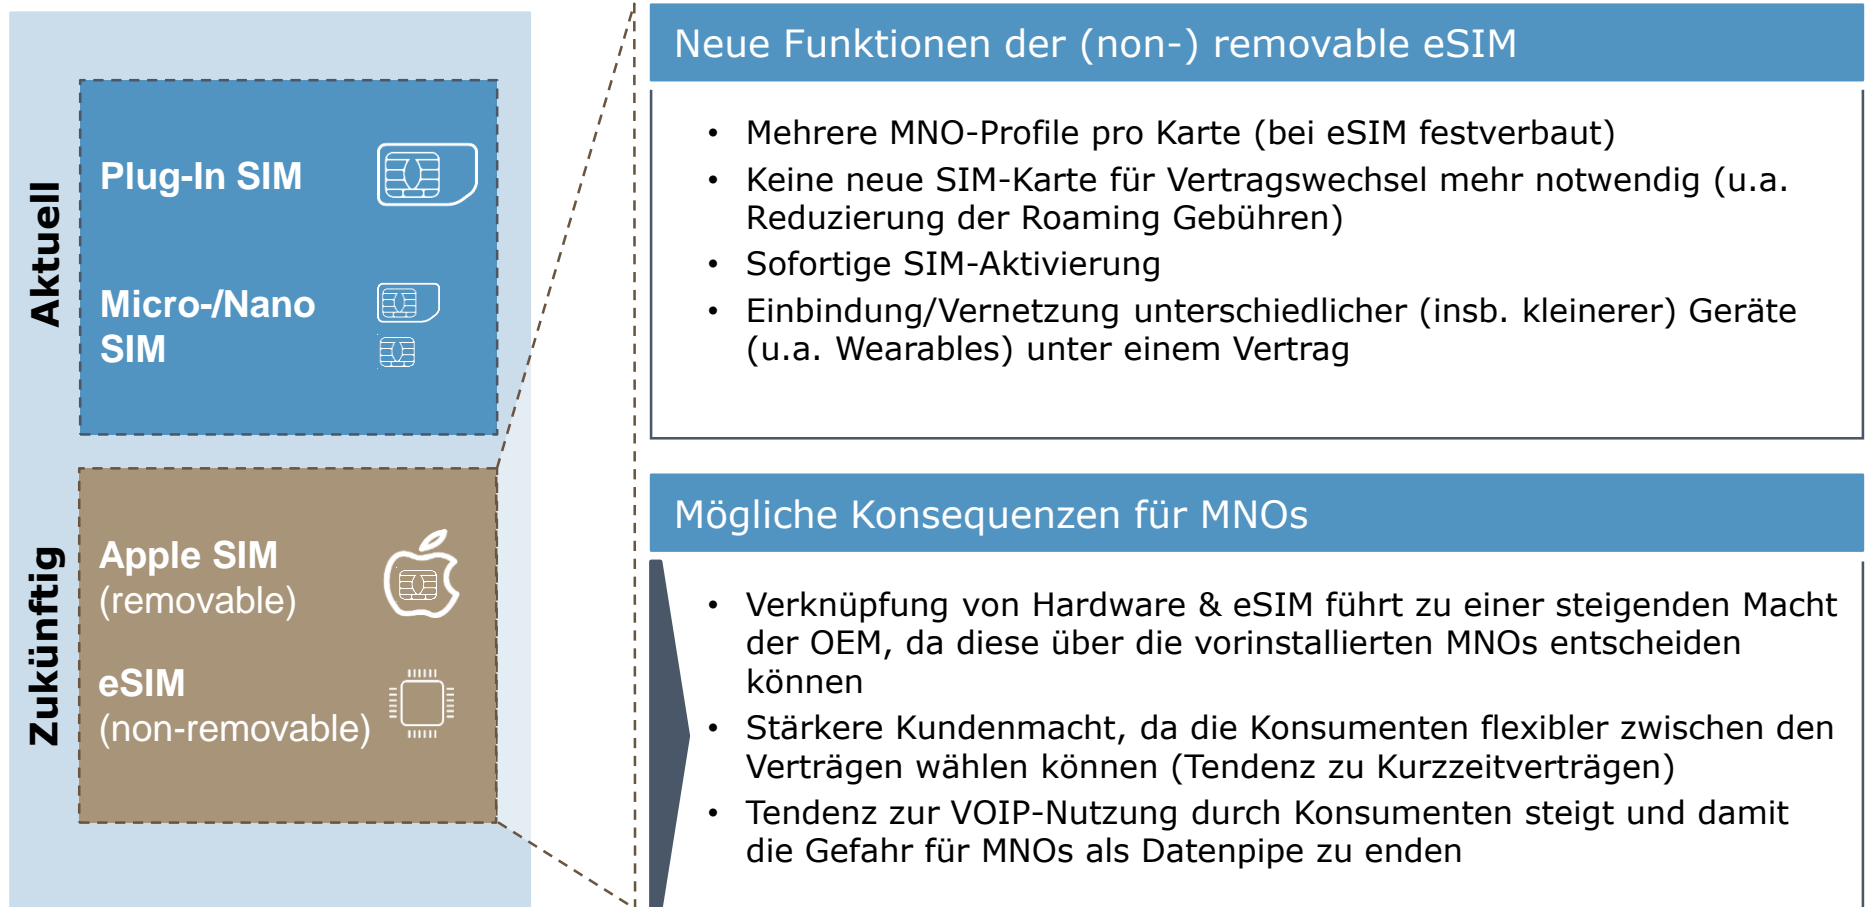 Aktuell
Plug-In SIM
Micro-/Nano
SIM
Zukünftig
Apple SIM
(removable)
eSIM
(non-removable)
Neue Funktionen der (non-) removable eSIM
• Mehrere MNO-Profile pro Karte (bei eSIM festverbaut)
• Keine neue SIM-Karte für Vertragswechsel mehr notwendig (u.a.
Reduzierung der Roaming Gebühren)
• Sofortige SIM-Aktivierung
• Einbindung/Vernetzung unterschiedlicher (insb. kleinerer) Geräte
(u.a. Wearables) unter einem Vertrag
Mögliche Konsequenzen für MNOs
• Verknüpfung von Hardware & eSIM führt zu einer steigenden Macht
der OEM, da diese über die vorinstallierten MNOs entscheiden
können
• Stärkere Kundenmacht, da die Konsumenten flexibler zwischen den
Verträgen wählen können (Tendenz zu Kurzzeitverträgen)
• Tendenz zur VOIP-Nutzung durch Konsumenten steigt und damit
die Gefahr für MNOs als Datenpipe zu enden